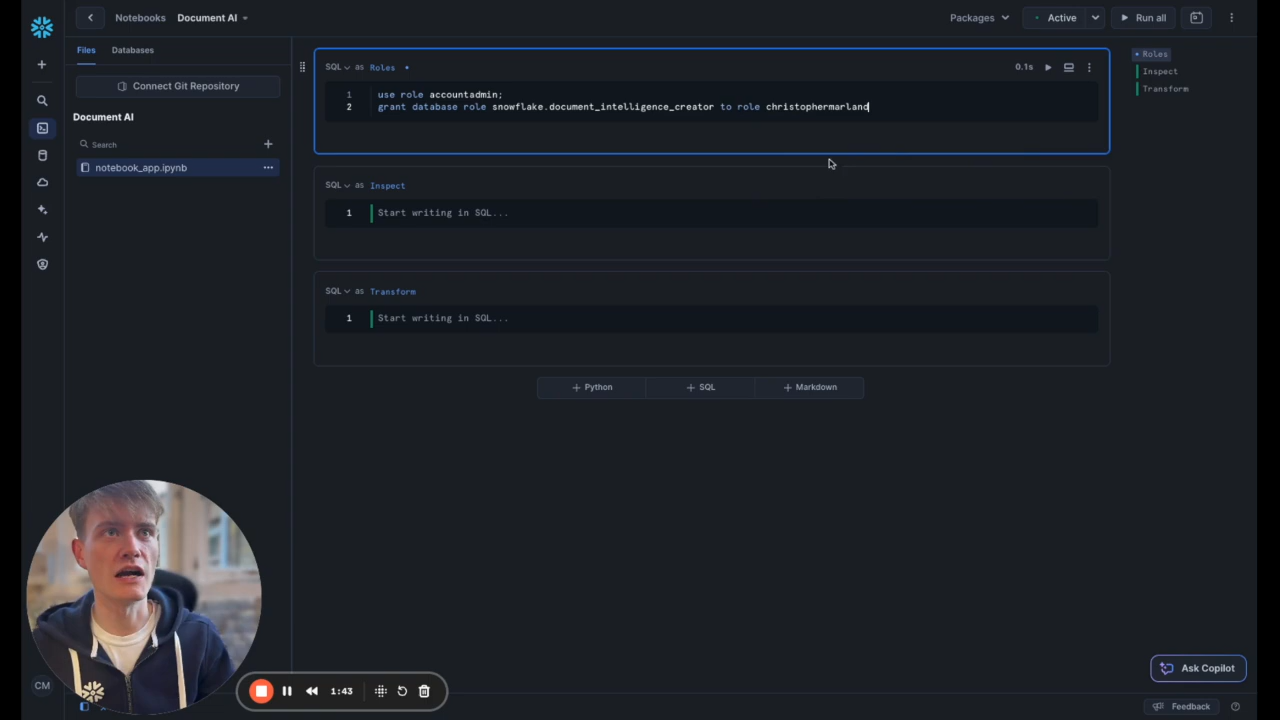 Notebooks Document AI
Packages Active Run all
Files Databases
Connect Git Repository
Document AI
Search
notebook_app.ipynb
SQL as Roles 0.1s
1 use role accountadmin;
2 grant database role snowflake.document_intelligence_creator to role christophermarland
SQL as Inspect
1 Start writing in SQL...
SQL as Transform
1 Start writing in SQL...
+ Python + SQL + Markdown
Roles
Inspect
Transform
CM
1:43
Ask Copilot
Feedback